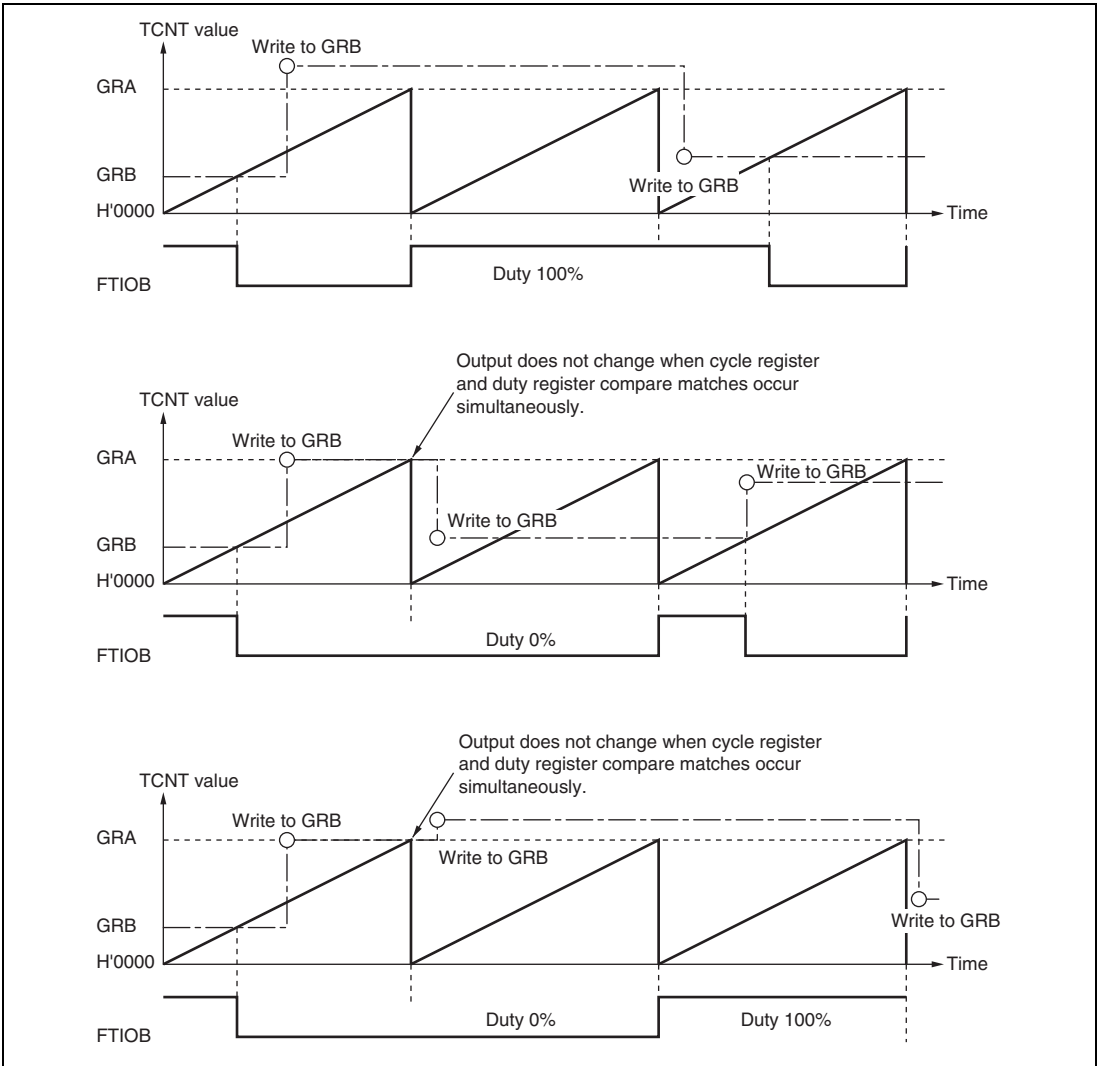 TCNT value
Write to GRB
GRA
GRB
Write to GRB
H'0000
Time
FTIOB
Duty 100%
Output does not change when cycle register
and duty register compare matches occur
simultaneously.
TCNT value
Write to GRB
GRA
Write to GRB
Write to GRB
GRB
H'0000
Time
FTIOB
Duty 0%
Output does not change when cycle register
and duty register compare matches occur
simultaneously.
TCNT value
Write to GRB
GRA
Write to GRB
GRB
Write to GRB
H'0000
Time
FTIOB
Duty 0%
Duty 100%